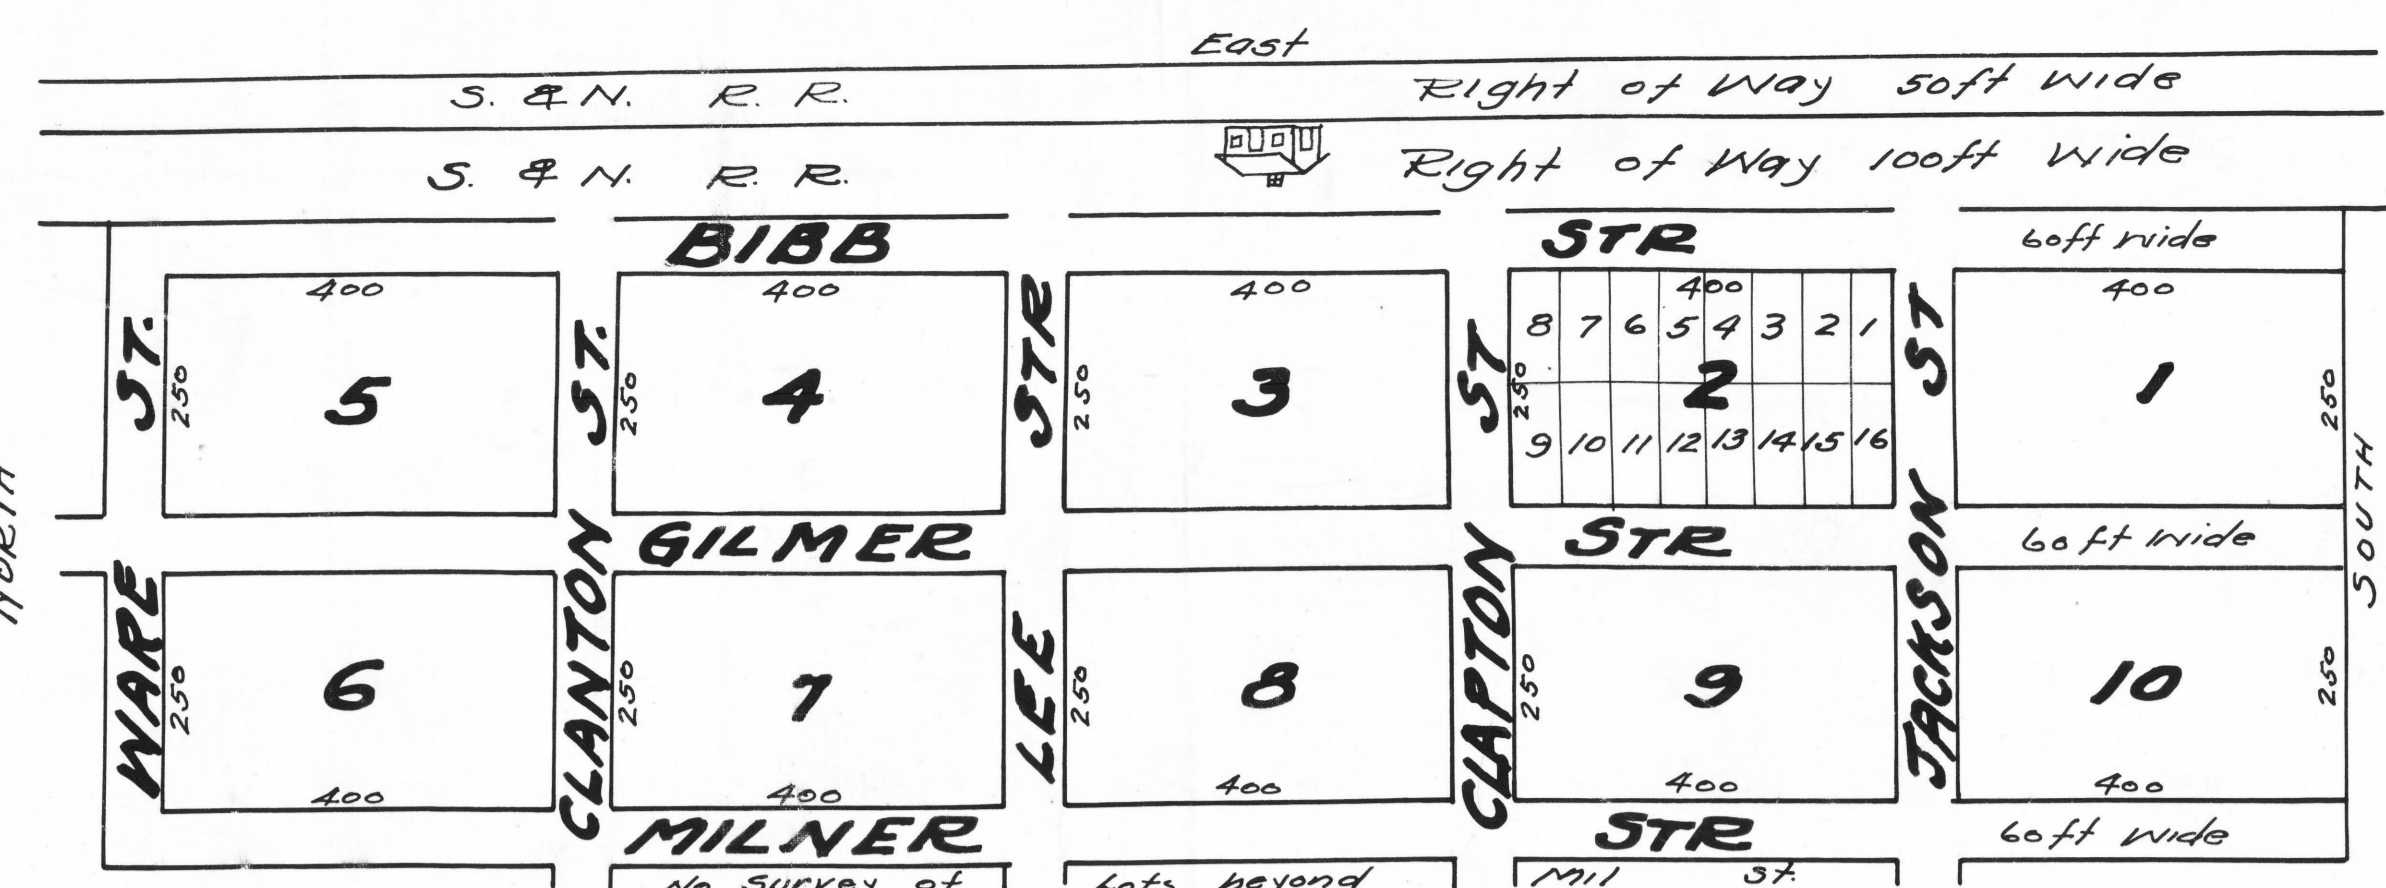 East
S. & N. R. R. Right of Way 50ft Wide
S. & N. R. R. Right of Way 100ft Wide
BIBB STR 60ft Wide
400 400 400 400 400
8 7 6 5 4 3 2 1
ST. 250 5 ST. 250 4 STR 250 3 ST 250 2 ST 1 250
9 10 11 12 13 14 15 16
NORTH
SOUTH
GILMER STR 60ft Wide
WARE 250 6 CLANTON 250 7 LEE 250 8 CLAPTON 250 9 JACKSON 10 250
400 400 400 400 400
MILNER STR 60ft Wide
No Survey of Lots beyond Mil St.